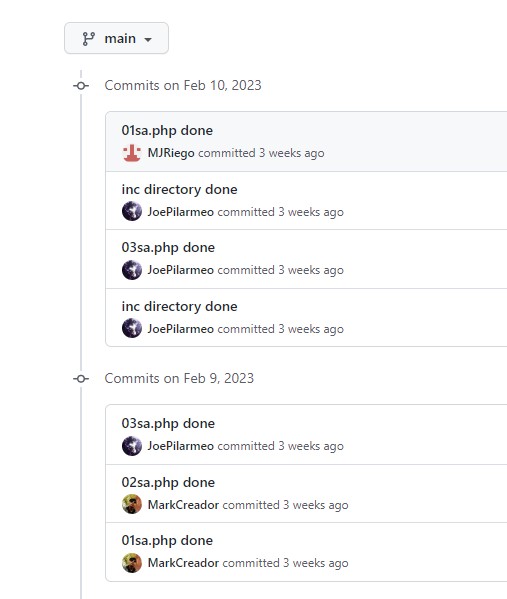 main
Commits on Feb 10, 2023
01sa.php done
MJRiego committed 3 weeks ago
inc directory done
JoePilarmeo committed 3 weeks ago
03sa.php done
JoePilarmeo committed 3 weeks ago
inc directory done
JoePilarmeo committed 3 weeks ago
Commits on Feb 9, 2023
03sa.php done
JoePilarmeo committed 3 weeks ago
02sa.php done
MarkCreador committed 3 weeks ago
01sa.php done
MarkCreador committed 3 weeks ago